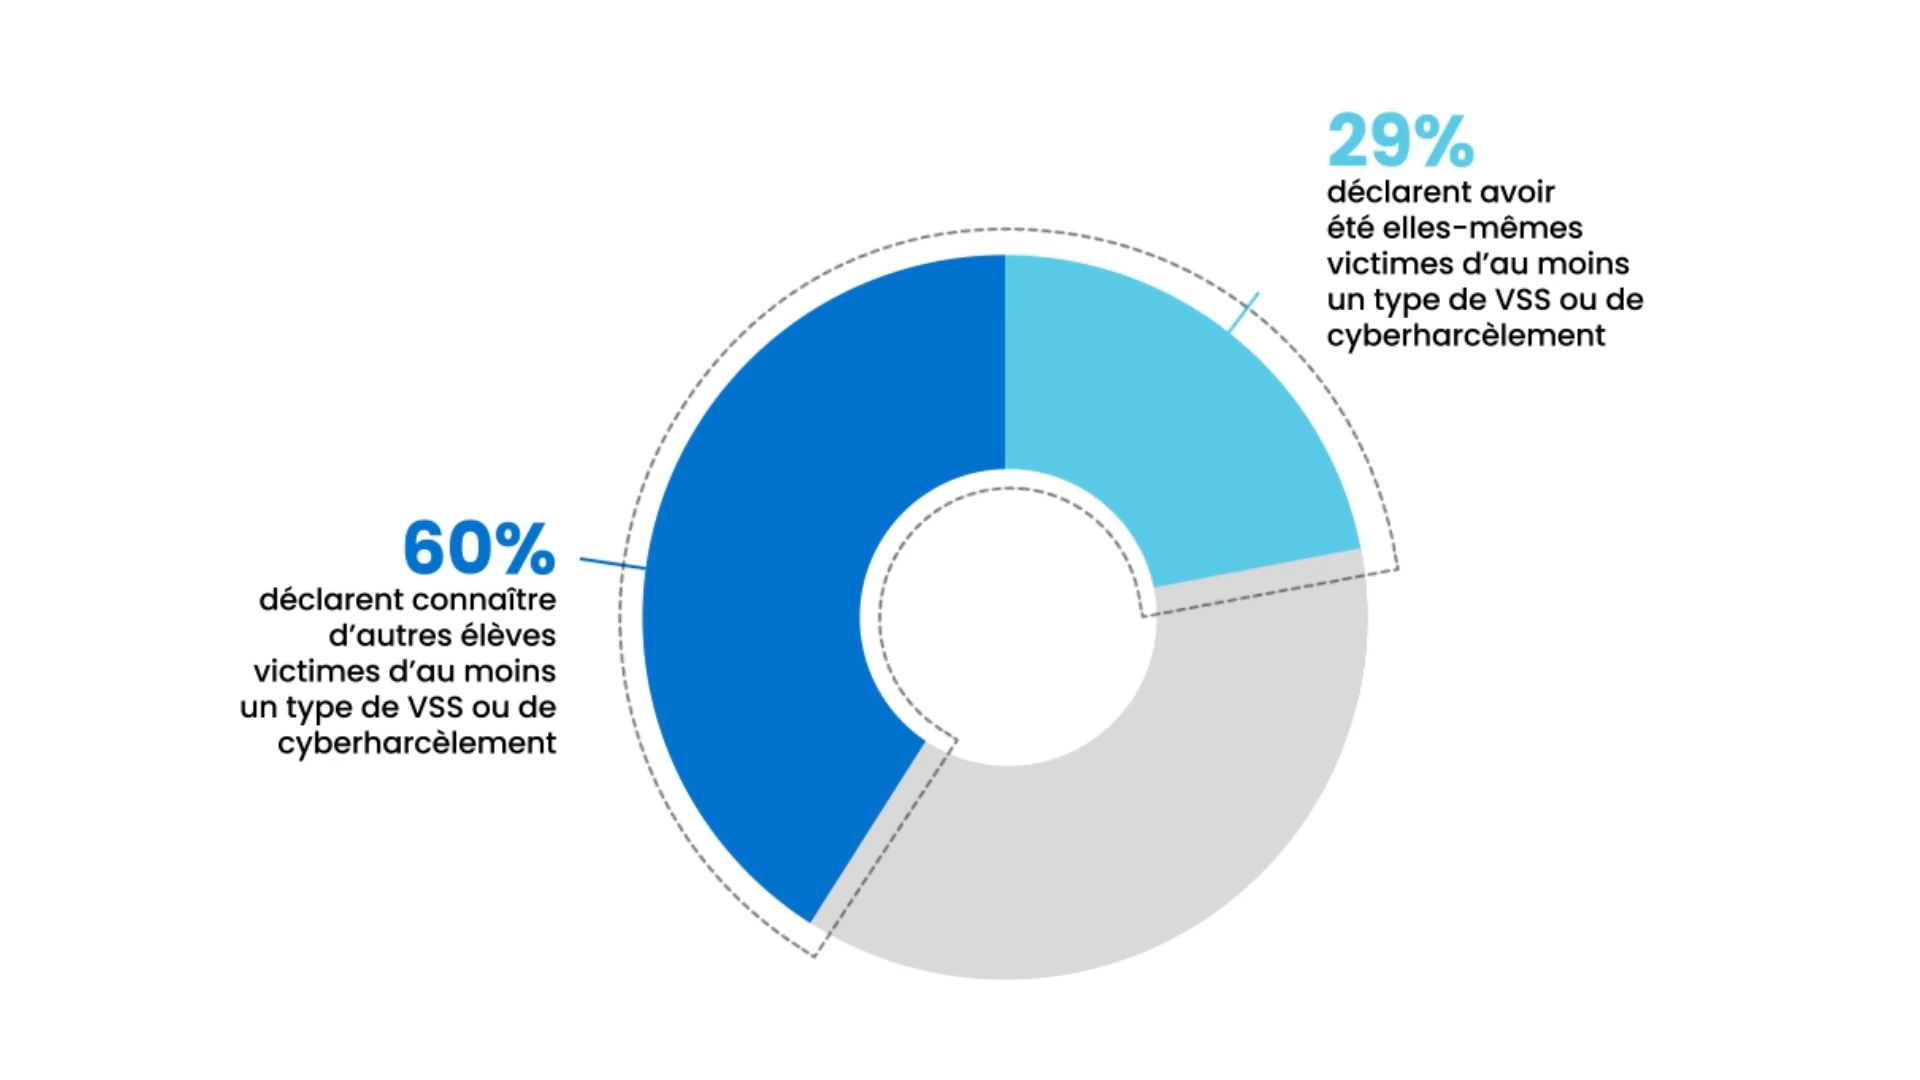 29%
déclarent avoir
été elles-mêmes
victimes d'au moins
un type de VSS ou de
cyberharcèlement
60%
déclarent connaître
d'autres élèves
victimes d'au moins
un type de VSS ou de
cyberharcèlement